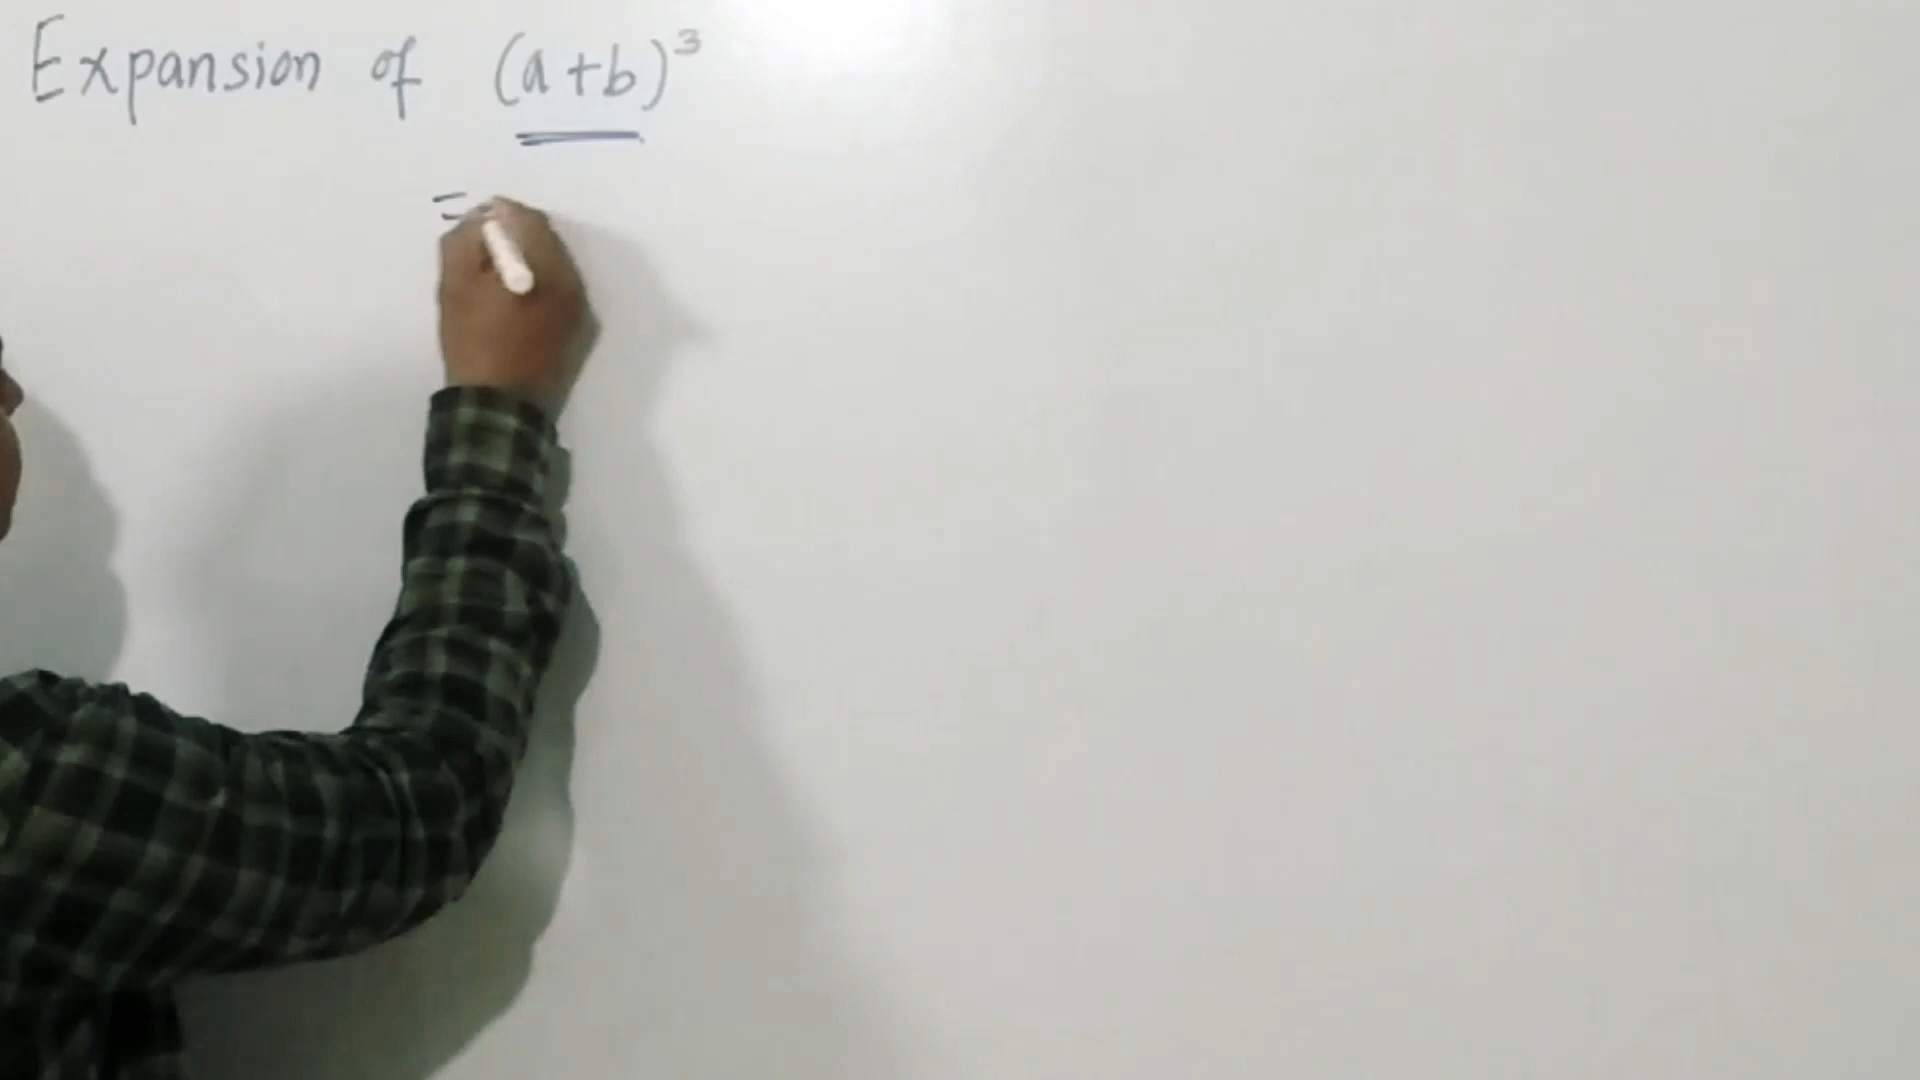 Expansion of (a+b)³
=